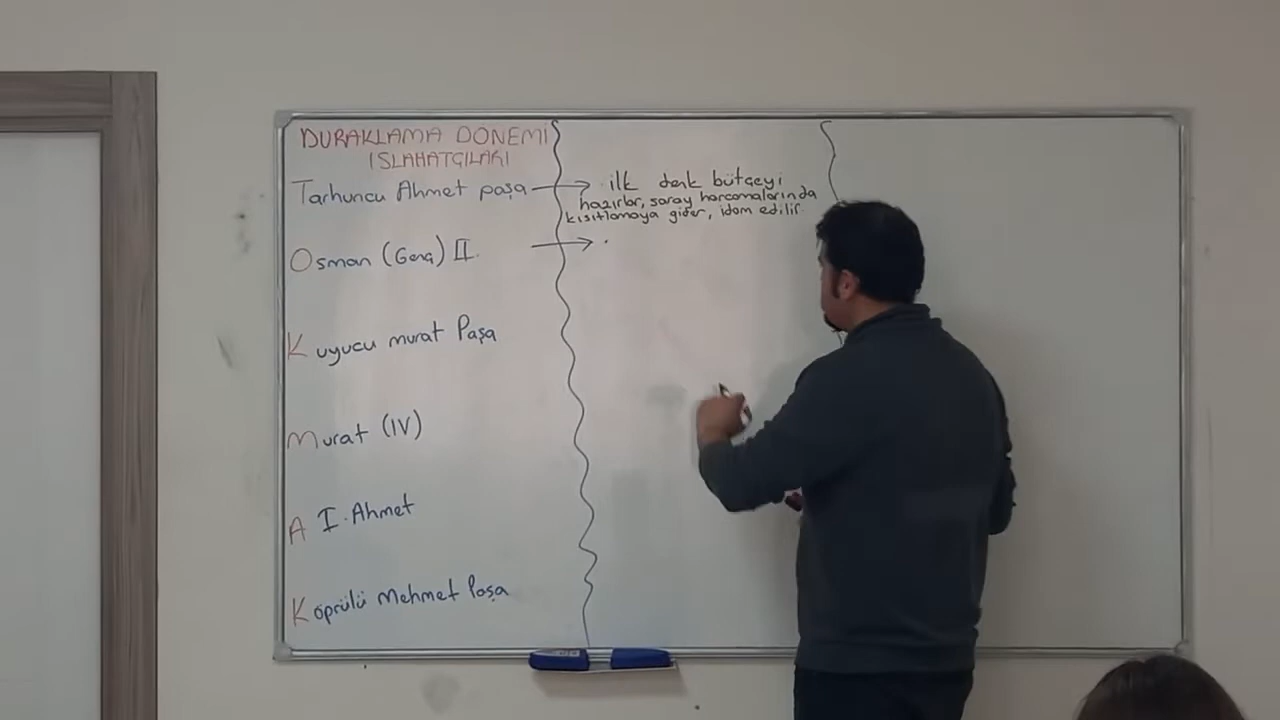 DURAKLAMA DÖNEMİ
ISLAHATÇILARI
Tarhuncu Ahmet paşa → ilk denk bütçeyi
hazırlar, saray harcamalarında
kısıtlamaya gider, idam edilir.
Osman (Genç) II. → .
Kuyucu murat Paşa
Murat (IV)
A I. Ahmet
Köprülü Mehmet Paşa